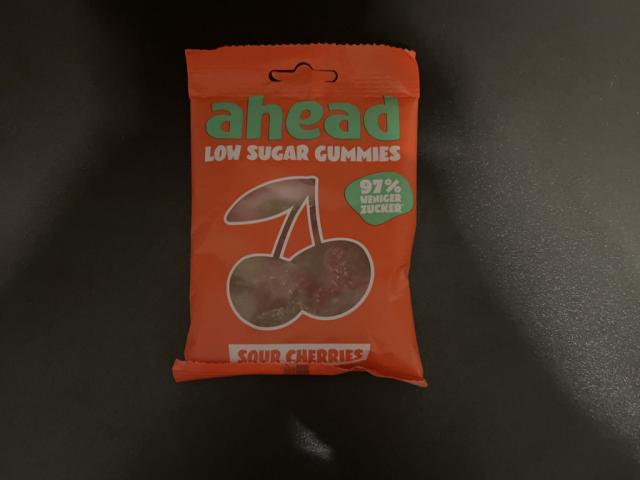 ahead
LOW SUGAR GUMMIES
97%
WENIGER
ZUCKER*
SOUR CHERRIES